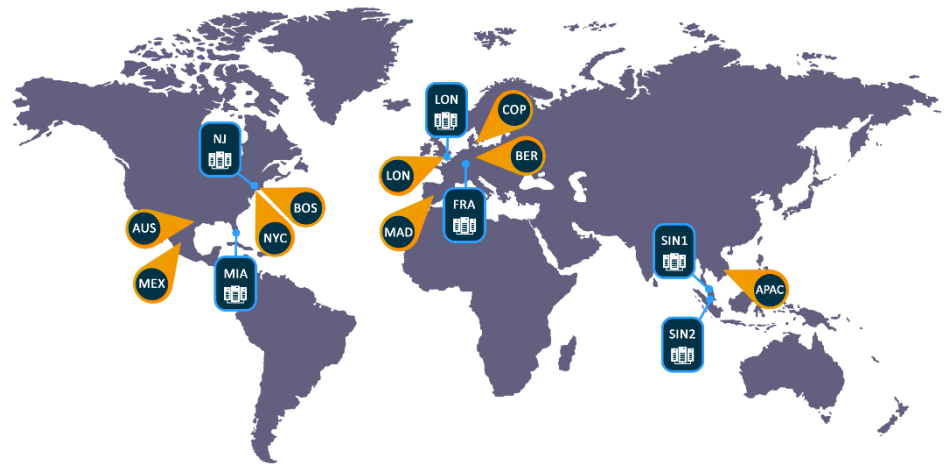 LON
COP
NJ
BER
LON
BOS
FRA
AUS
MAD
NYC
SIN1
MIA
MEX
APAC
SIN2